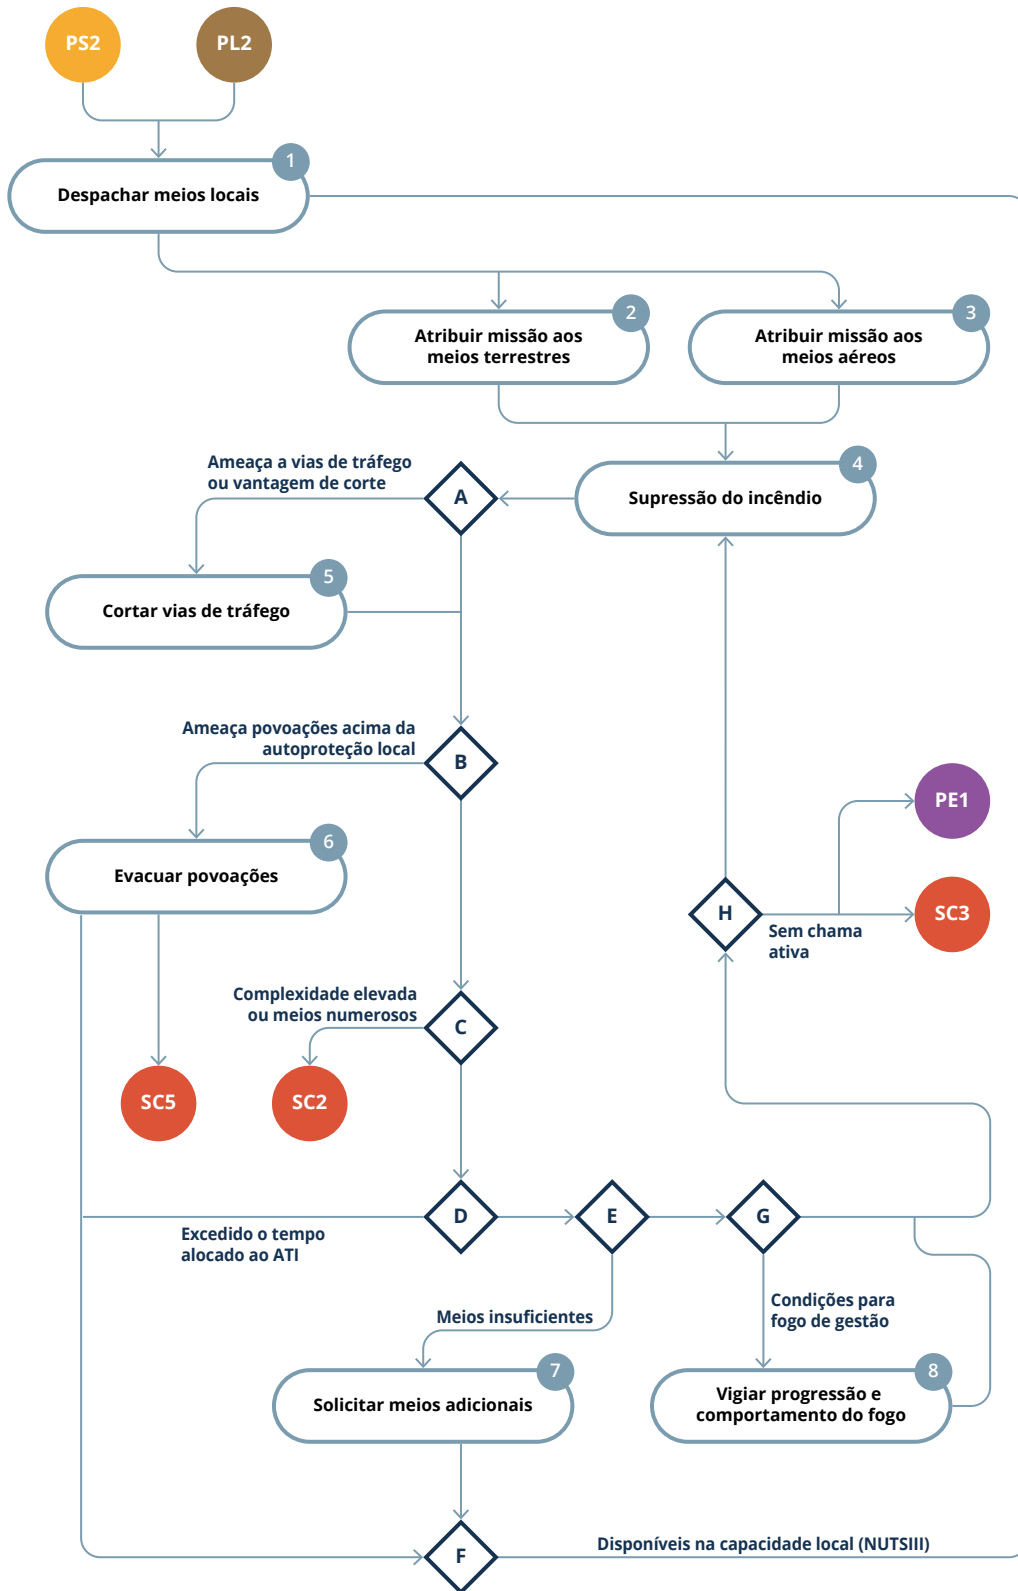 PS2
PL2
1
Despachar meios locais
2
Atribuir missão aos
meios terrestres
3
Atribuir missão aos
meios aéreos
Ameaça a vias de tráfego
ou vantagem de corte
A
4
Supressão do incêndio
5
Cortar vias de tráfego
Ameaça povoações acima da
autoproteção local
B
PE1
6
Evacuar povoações
H
SC3
Sem chama
ativa
Complexidade elevada
ou meios numerosos
C
SC5
SC2
D
E
G
Excedido o tempo
alocado ao ATI
Meios insuficientes
Condições para
fogo de gestão
7
Solicitar meios adicionais
8
Vigiar progressão e
comportamento do fogo
F
Disponíveis na capacidade local (NUTSIII)